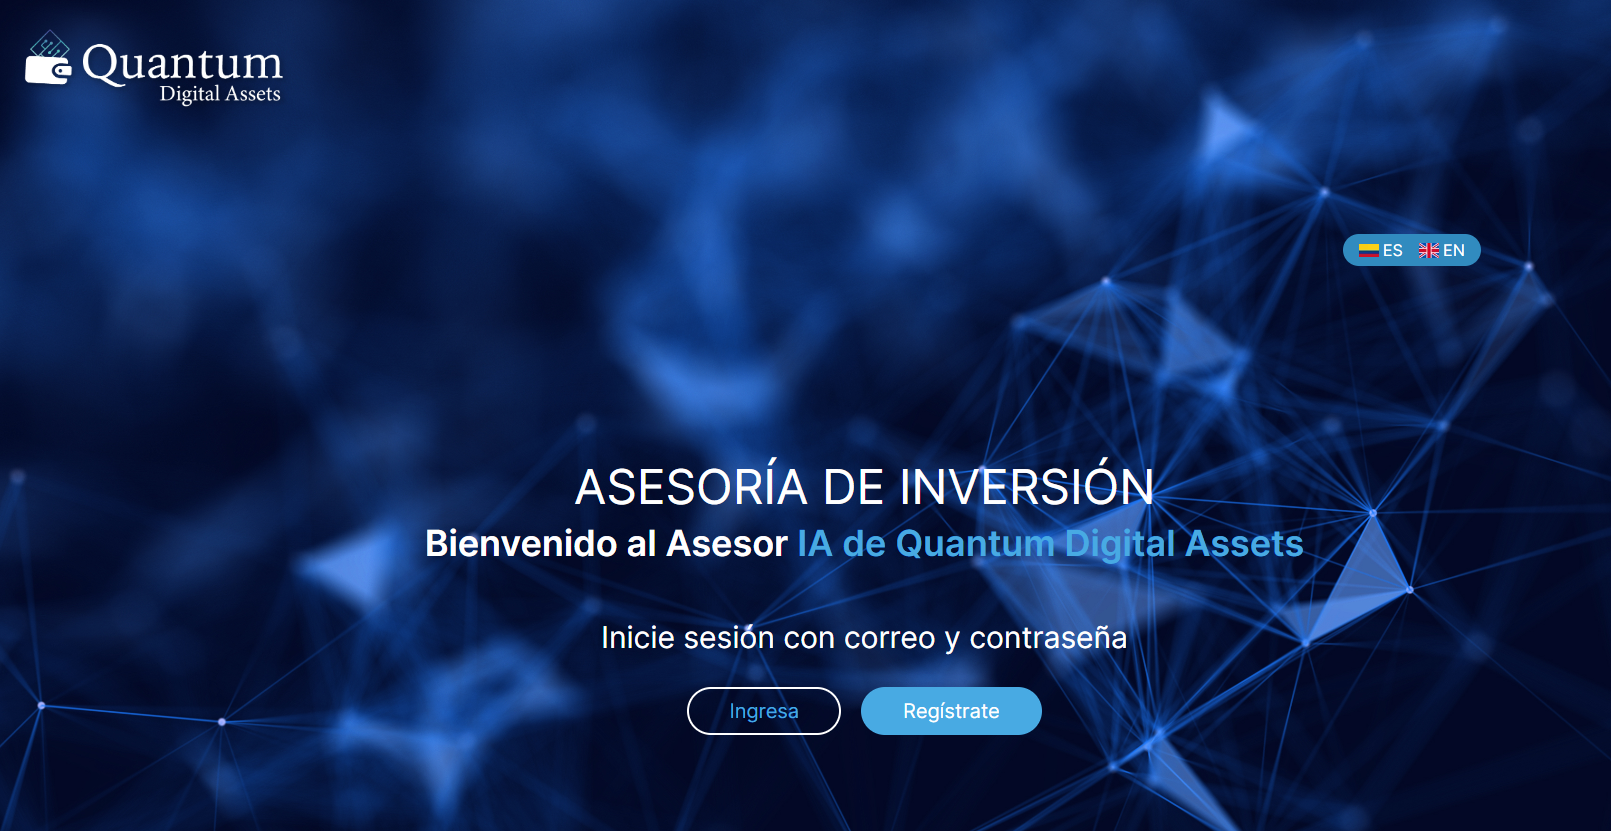 Quantum
Digital Assets
ES EN
ASESORÍA DE INVERSIÓN
Bienvenido al Asesor IA de Quantum Digital Assets
Inicie sesión con correo y contraseña
Ingresa Regístrate